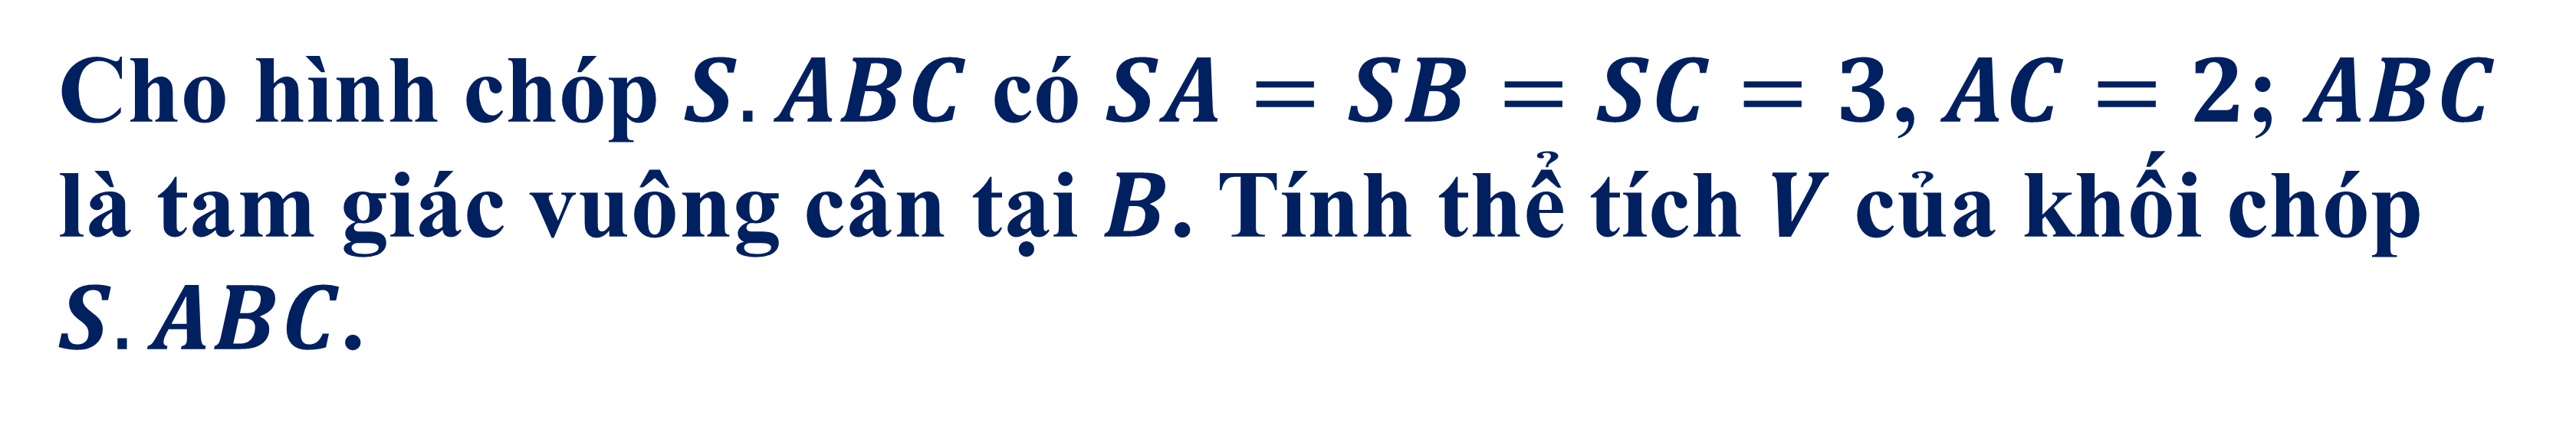 Cho hình chóp S. ABC có SA = SB = SC = 3, AC = 2; ABC
là tam giác vuông cân tại B. Tính thể tích V của khối chóp
S. ABC.